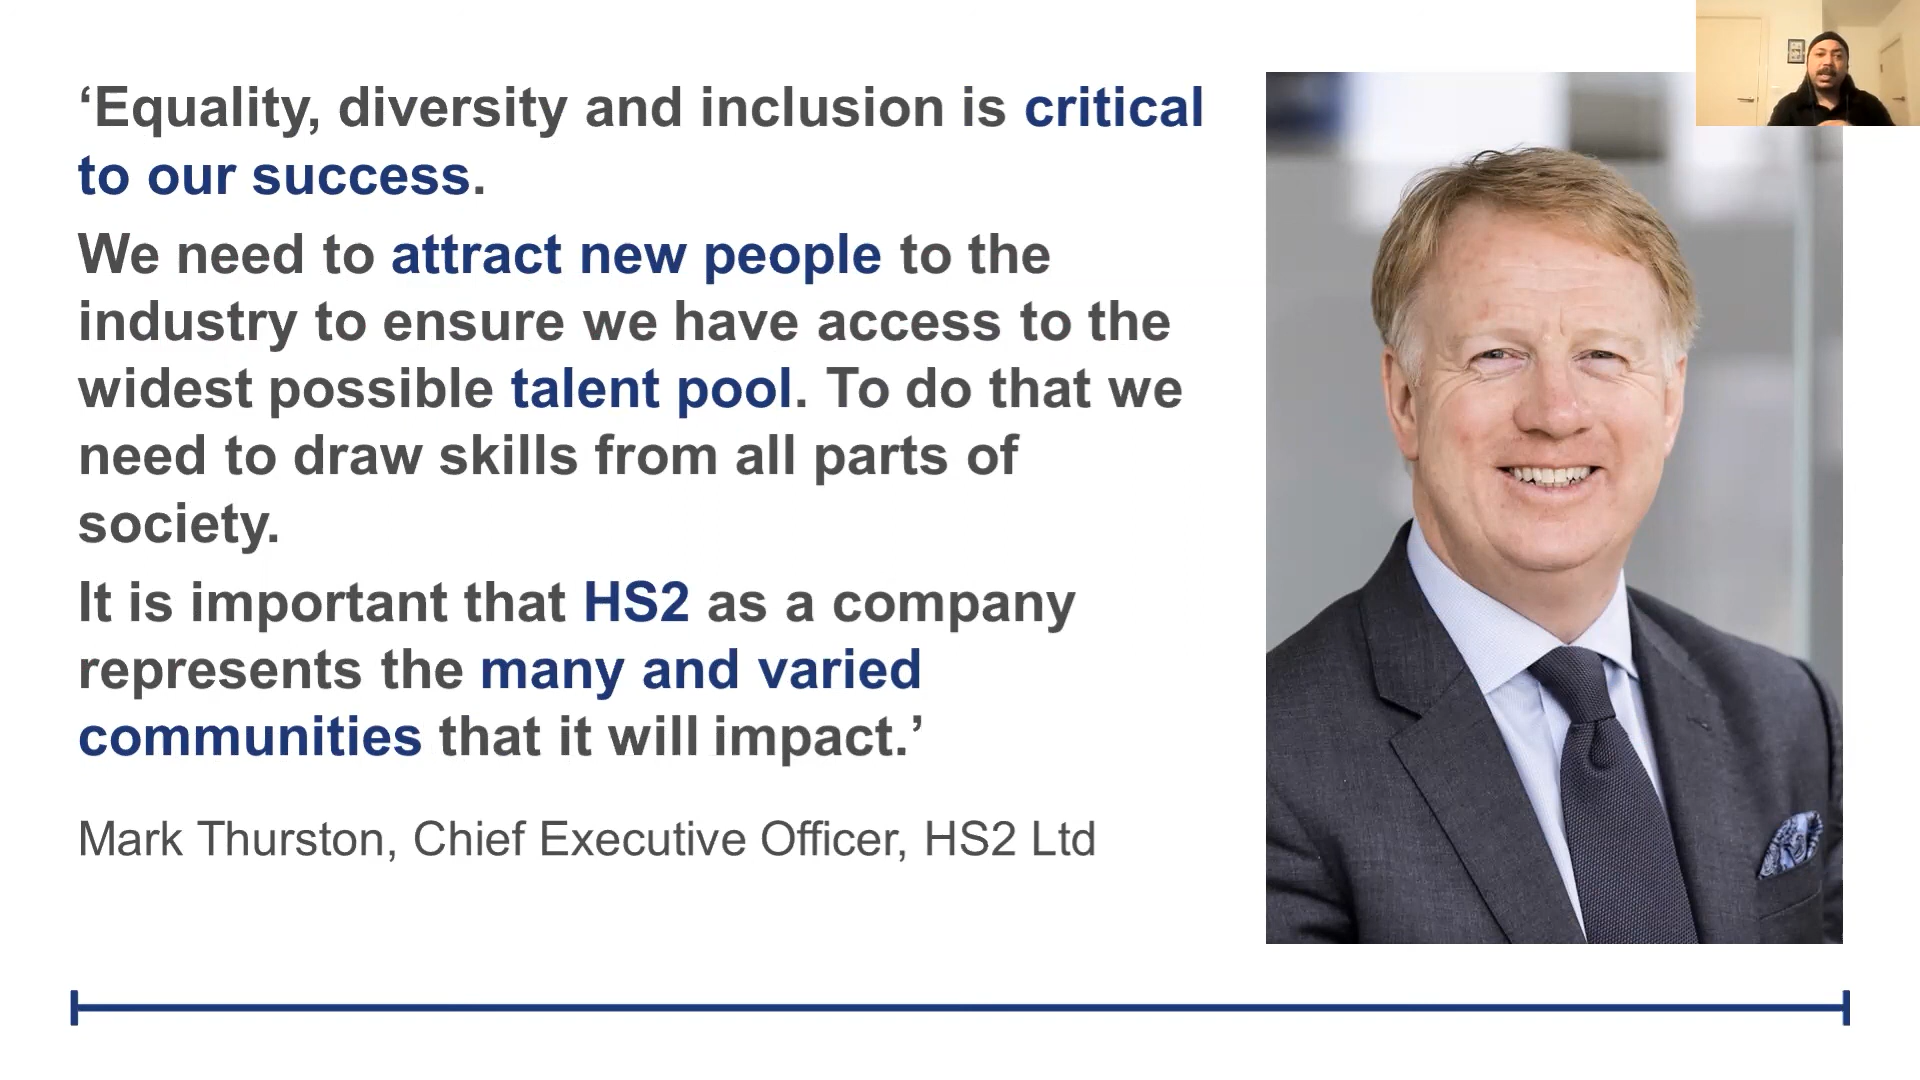 ‘Equality, diversity and inclusion is critical
to our success.
We need to attract new people to the
industry to ensure we have access to the
widest possible talent pool. To do that we
need to draw skills from all parts of
society.
It is important that HS2 as a company
represents the many and varied
communities that it will impact.’
Mark Thurston, Chief Executive Officer, HS2 Ltd